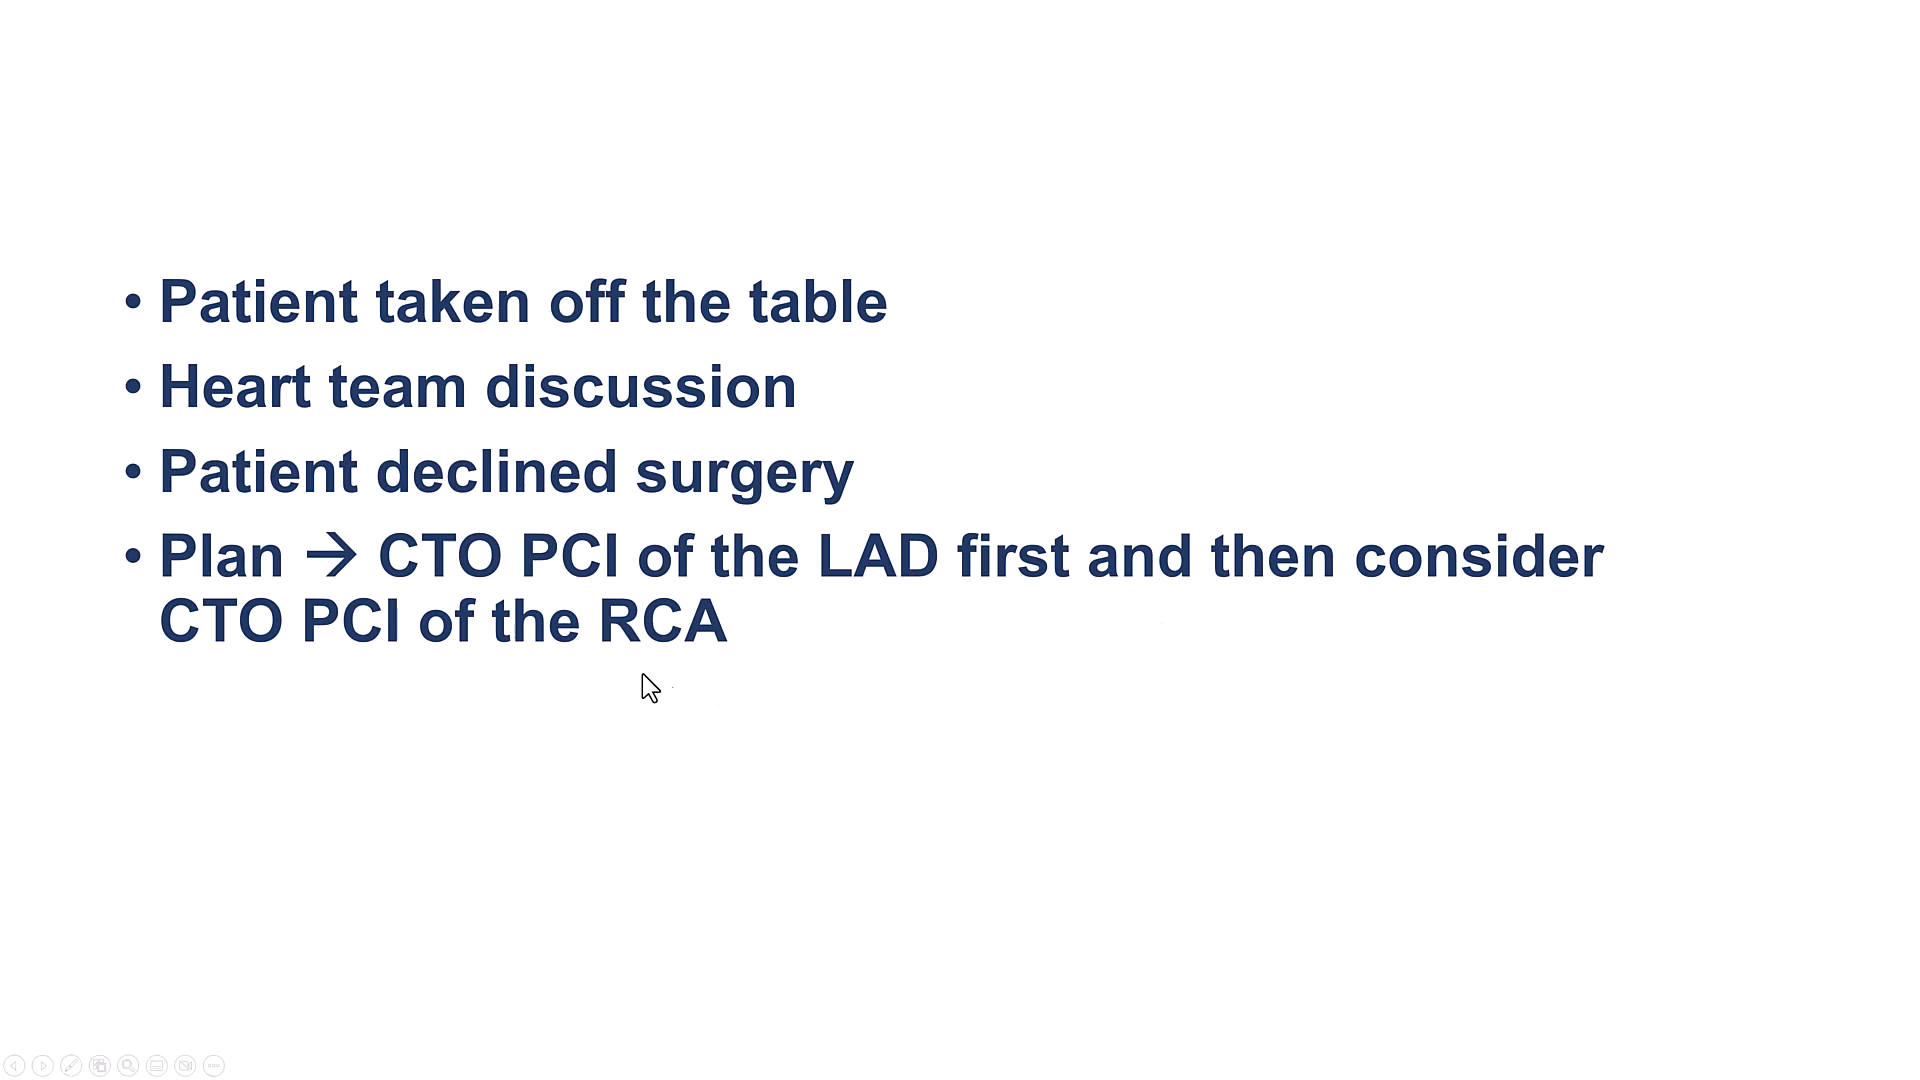 • Patient taken off the table
• Heart team discussion
• Patient declined surgery
• Plan → CTO PCI of the LAD first and then consider
CTO PCI of the RCA